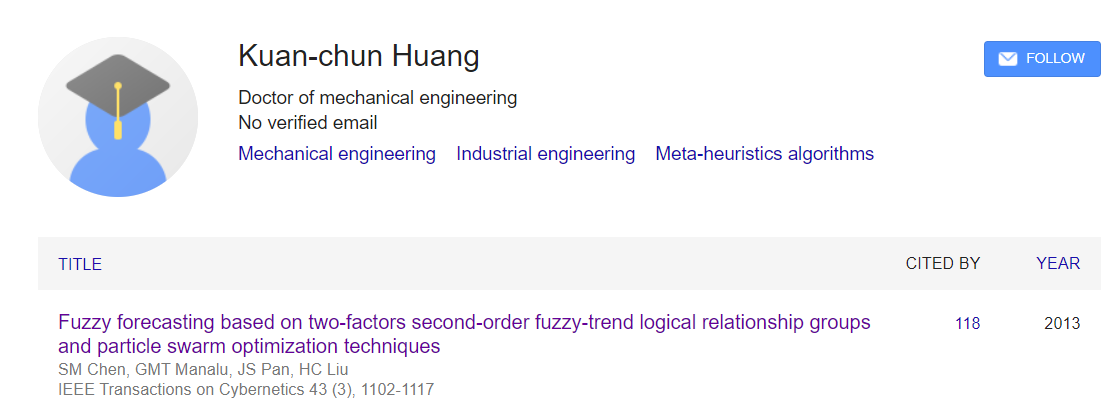 Kuan-chun Huang
FOLLOW
Doctor of mechanical engineering
No verified email
Mechanical engineering Industrial engineering Meta-heuristics algorithms
TITLE CITED BY YEAR
Fuzzy forecasting based on two-factors second-order fuzzy-trend logical relationship groups 118 2013
and particle swarm optimization techniques
SM Chen, GMT Manalu, JS Pan, HC Liu
IEEE Transactions on Cybernetics 43 (3), 1102-1117